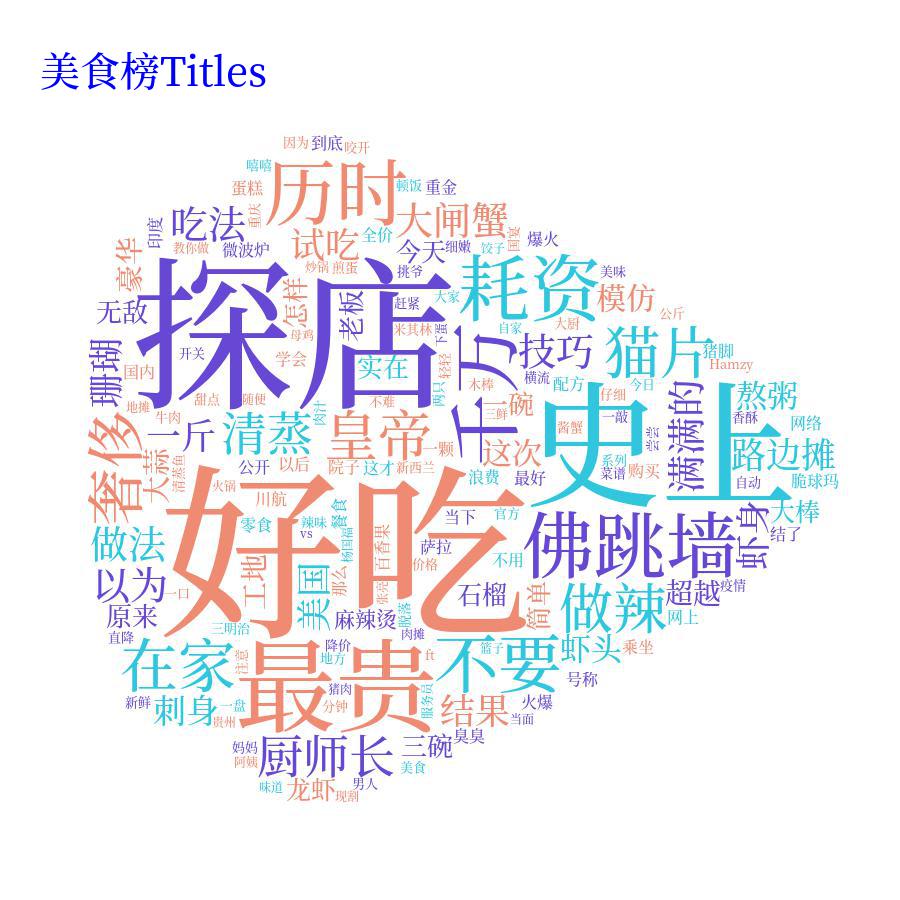 美食榜Titles
因为
到底
咬开
嘻嘻
历时
蛋糕
顿饭
重金
重庆
吃法
大闸蟹
印度
试吃
全价
国宴
爆火
教你做
微波炉
今天
细嫩
饺子
豪华
炒锅
煎蛋
挑爷
耗资
美味
探店
怎样
老板
赶紧
大家
模仿
无敌
母鸡
米其林
下蛋
自家
大厨
公斤
千万
技巧
猫片
猪脚
珊瑚
开关
学会
实在
轻轻
横流
配方
今日
Hamzy
国内
木棒
仔细
地摊
甜点
随便
肉汁
不难
两只
三鲜
一碗
史上
满满的
熬粥
奢侈
牛肉
一斤
清蒸
皇帝
一颗
酱蟹
一敲
香酥
网络
大蒜
清蒸鱼
公开
以后
院子
这才
新西兰
这次
尝尝
系列
菜谱
购买
路边摊
浪费
最好
自动
脆球玛
火锅
川航
好吃
零食
辣味
vs
餐食
杨国福
百香果
当下
官方
佛跳墙
虾身
大棒
结了
做法
萨拉
不用
工地
美国
那么
价格
以为
一口
张亮
石榴
简单
做辣
超越
疫情
原来
麻辣烫
脱落
网上
直降
三明治
肉摊
降价
篮子
虾头
乘坐
在家
注意
最贵
地方
ft
不要
号称
猪肉
新鲜
刺身
一盘
贵州
分钟
服务员
结果
火爆
当面
妈妈
阿姨
厨师长
三碗
臭臭
美食
味道
龙虾
现割
男人